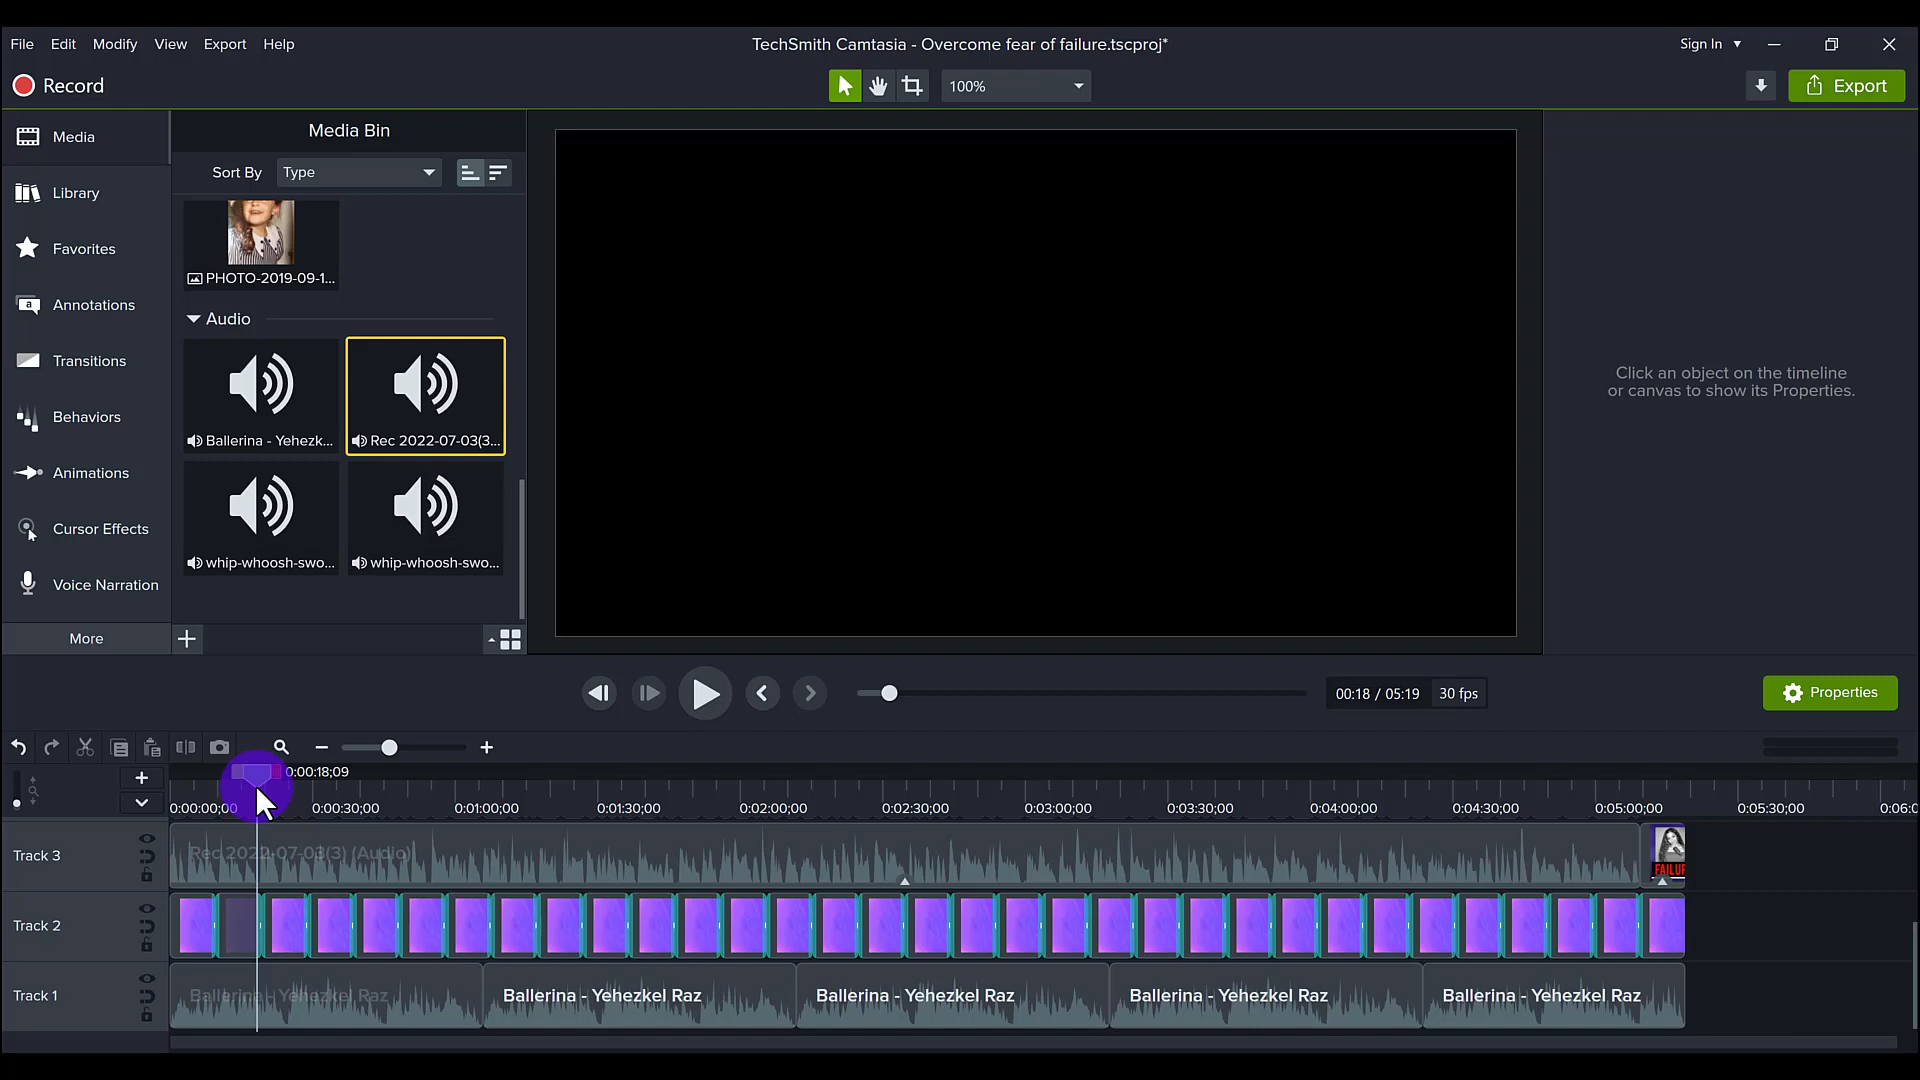 File Edit Modify View Export Help
TechSmith Camtasia - Overcome fear of failure.tscproj*
Sign In
Record
100%
Export
Media
Library
Favorites
Annotations
Transitions
Behaviors
Animations
Cursor Effects
Voice Narration
More
Media Bin
Sort By Type
PHOTO-2019-09-1...
Audio
Ballerina - Yehezk...
Rec 2022-07-03(3...
whip-whoosh-swo...
whip-whoosh-swo...
Click an object on the timeline
or canvas to show its Properties.
00:18 / 05:19 30 fps
Properties
0:00:18;09
0:00:00;00 0:00:30;00 0:01:00;00 0:01:30;00 0:02:00;00 0:02:30;00 0:03:00;00 0:03:30;00 0:04:00;00 0:04:30;00 0:05:00;00 0:05:30;00 0:06:0
Track 3
Rec 2022-07-03(3) (Audio)
FAILUR
Track 2
Track 1
Ballerina - Yehezkel Raz Ballerina - Yehezkel Raz Ballerina - Yehezkel Raz Ballerina - Yehezkel Raz Ballerina - Yehezkel Raz